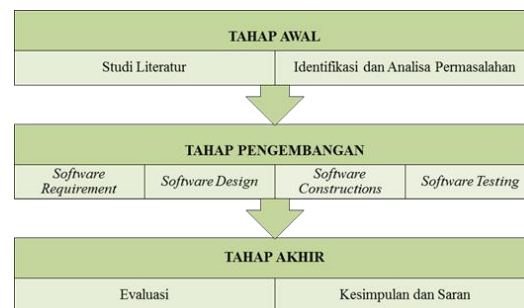 TAHAP AWAL
Studi Literatur
Identifikasi dan Analisa Permasalahan
TAHAP PENGEMBANGAN
Software
Requirement
Software Design
Software
Constructions
Software Testing
TAHAP AKHIR
Evaluasi
Kesimpulan dan Saran